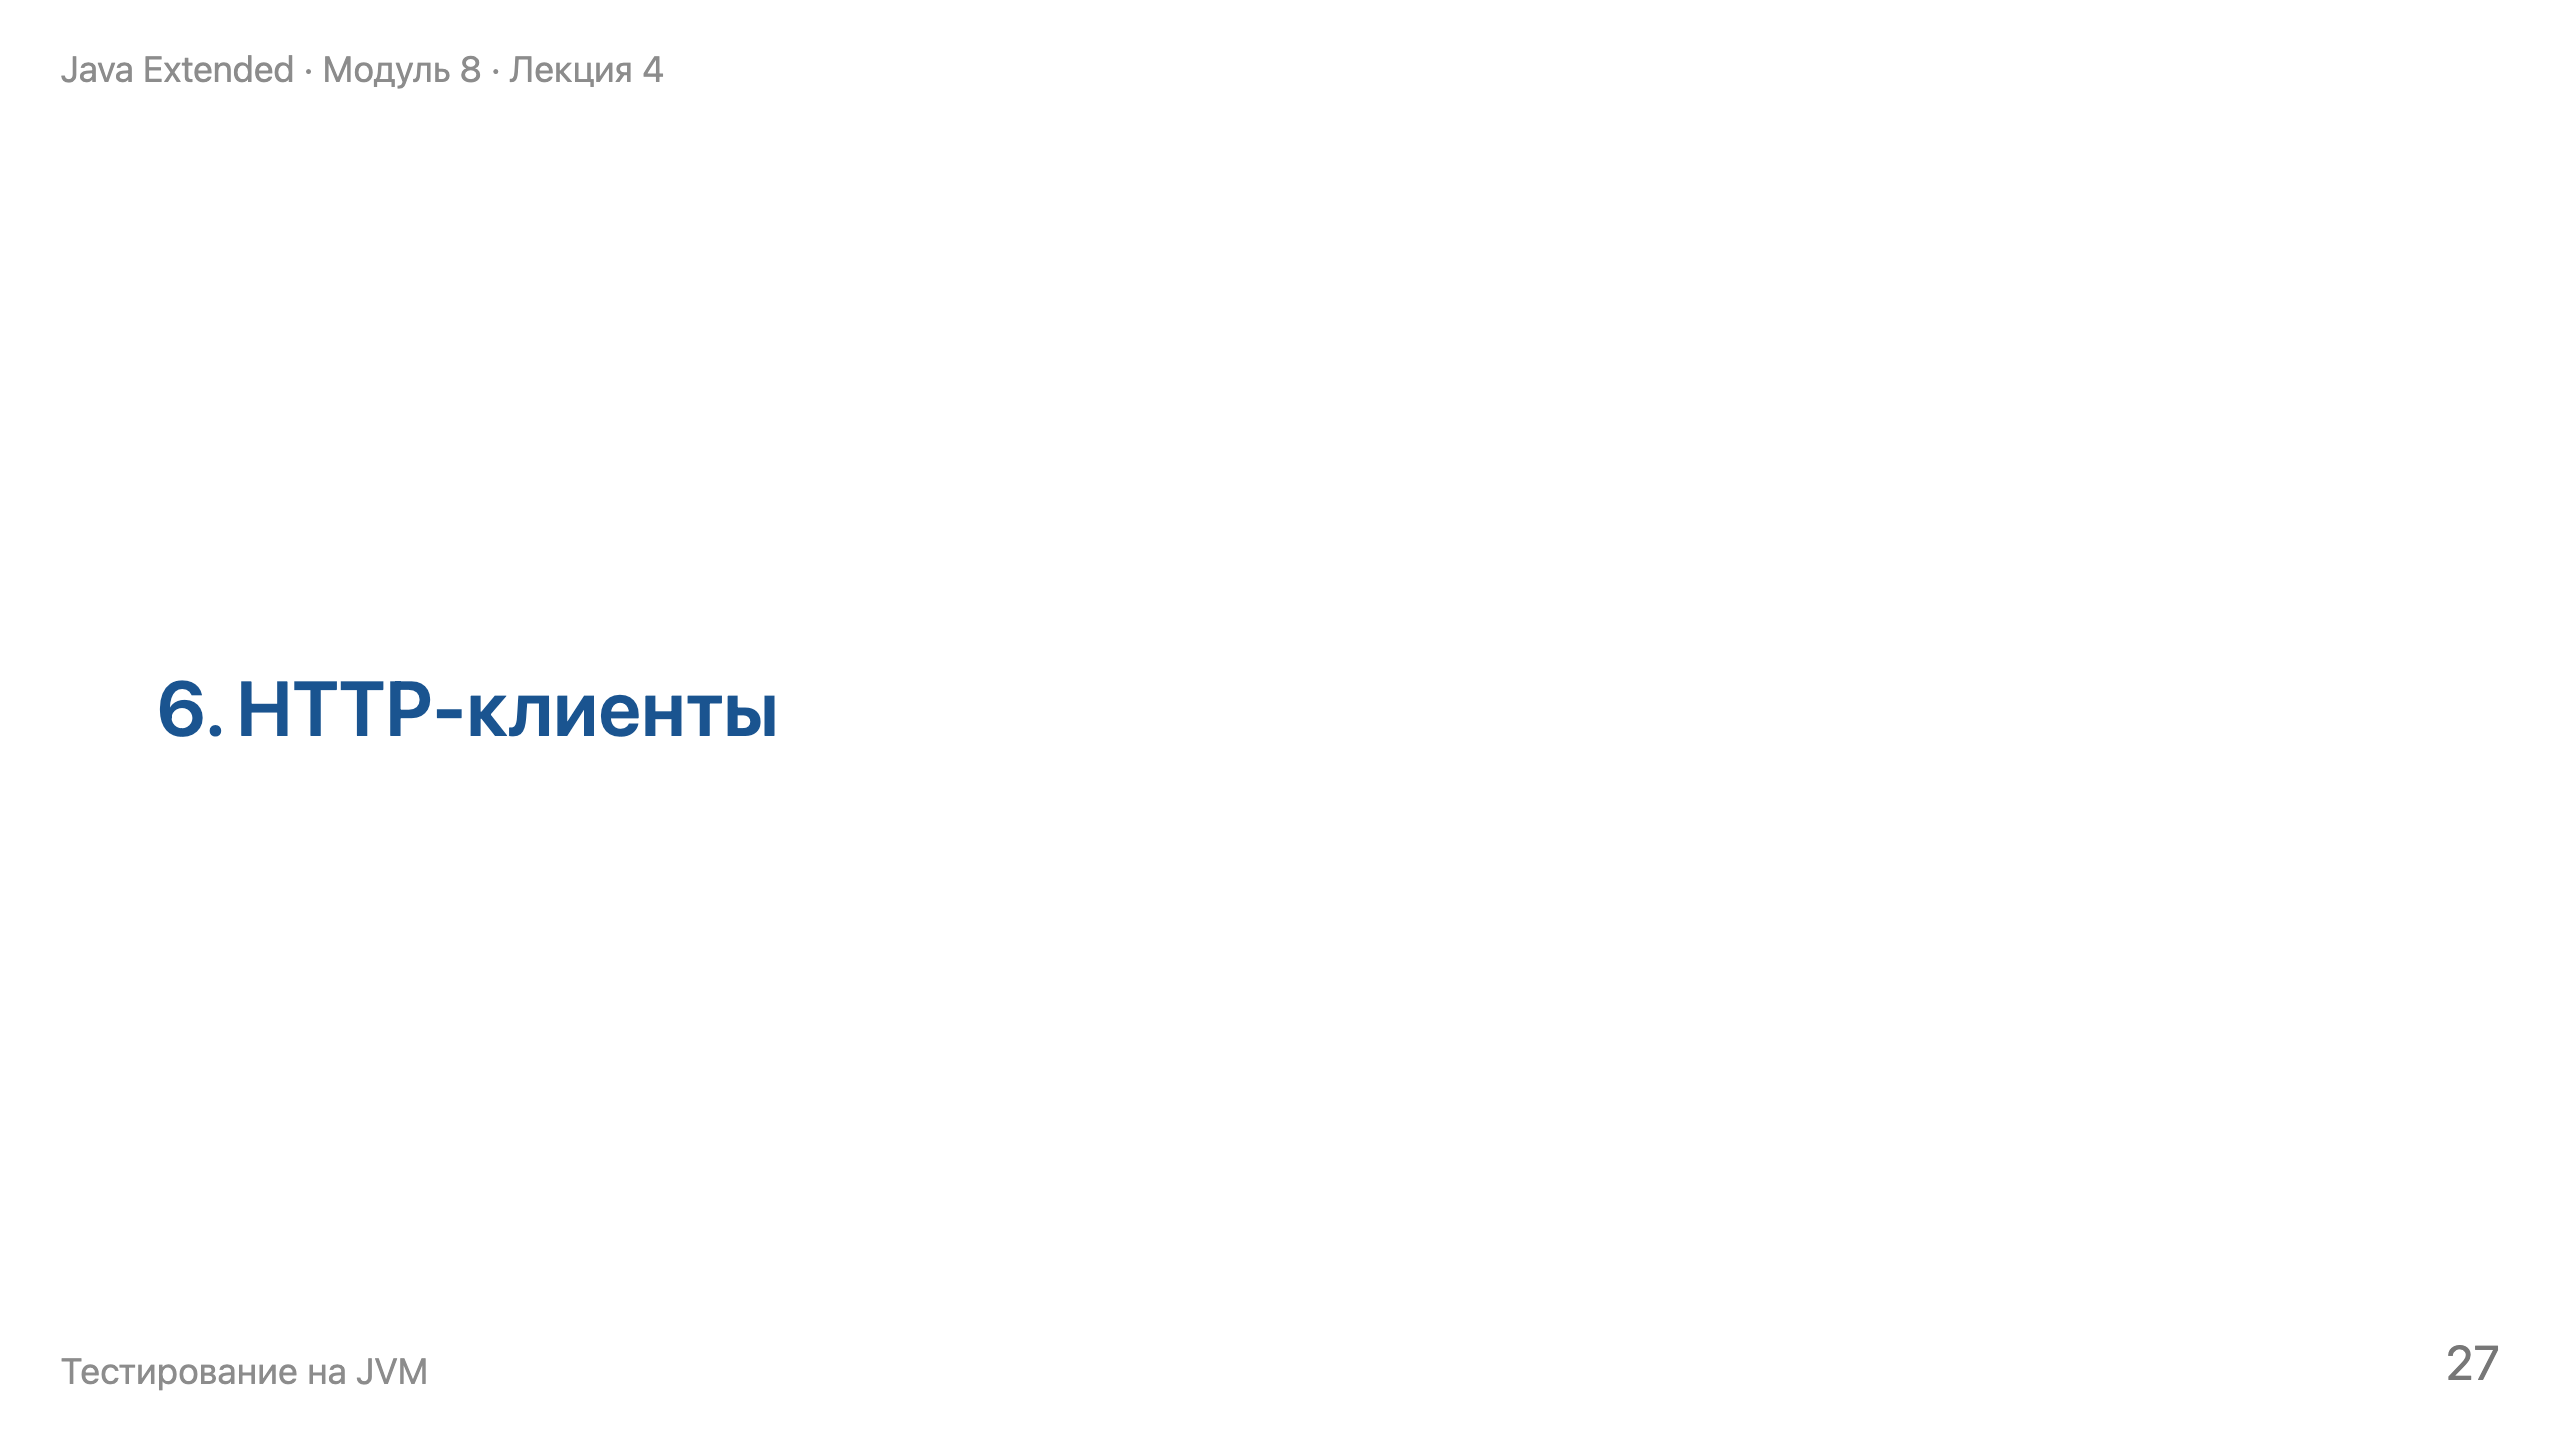 Java Extended · Модуль 8 · Лекция 4
6. HTTP-клиенты
Тестирование на JVM
27